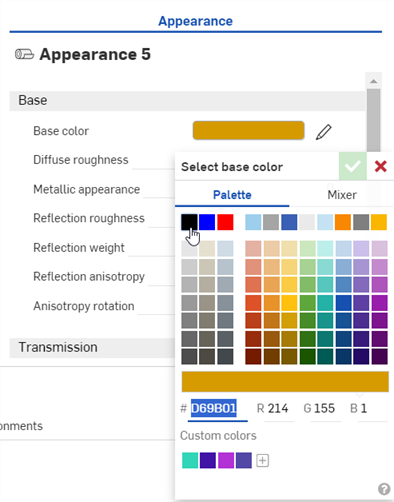 Appearance
Appearance 5
Base
Base color
Diffuse roughness
Select base color
Metallic appearance
Palette
Mixer
Reflection roughness
Reflection weight
Reflection anisotropy
Anisotropy rotation
Transmission
# D69B01 R 214 G 155 B 1
onments
Custom colors
?